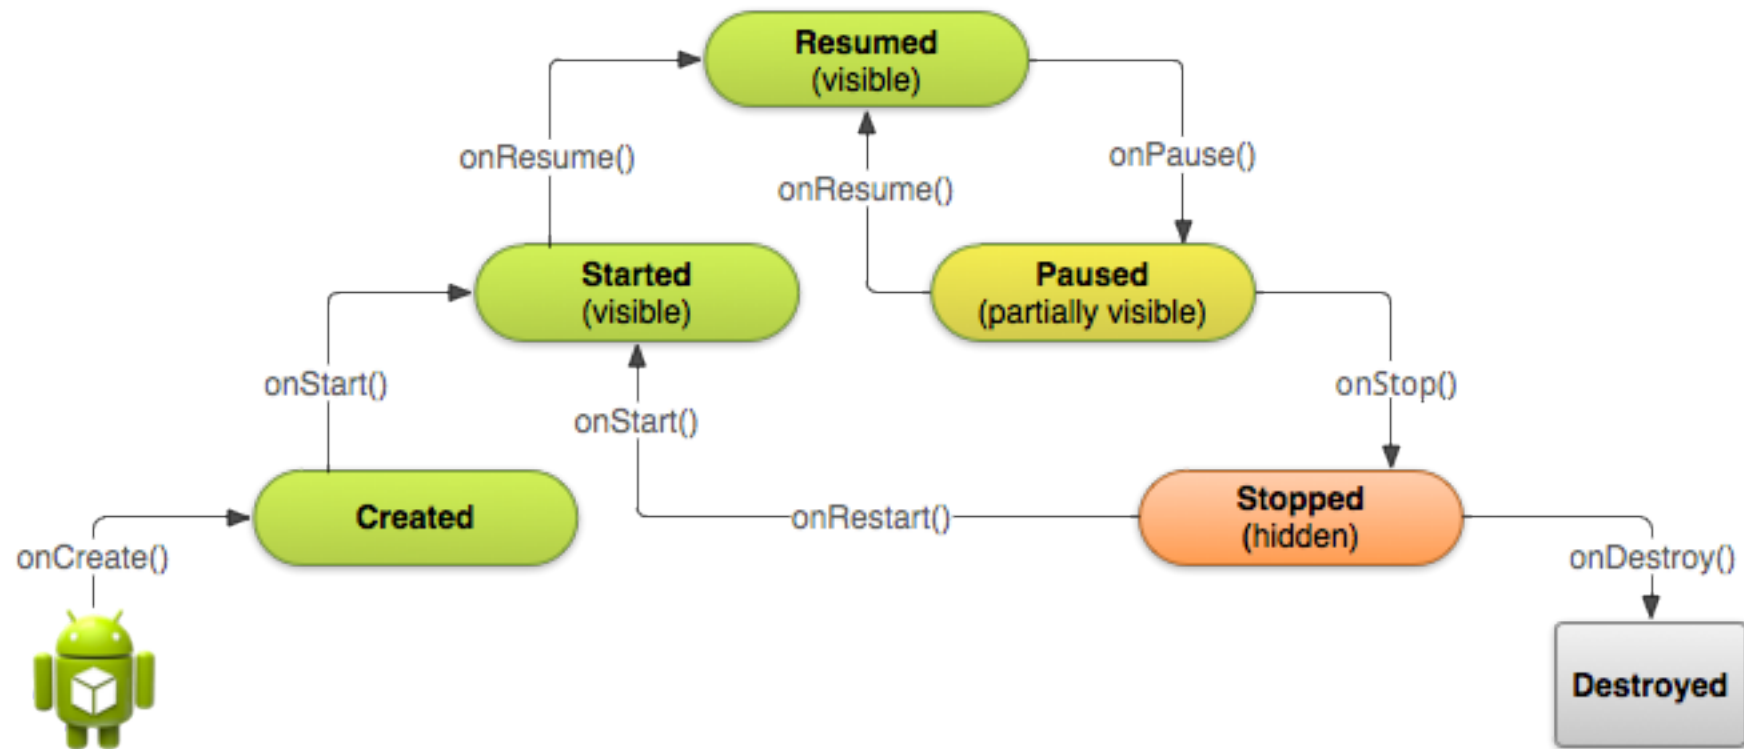 Resumed
(visible)
onResume()
onPause()
onResume()
Started
(visible)
Paused
(partially visible)
onStart()
onStop()
onStart()
Created
onRestart()
Stopped
(hidden)
onCreate()
onDestroy()
Destroyed